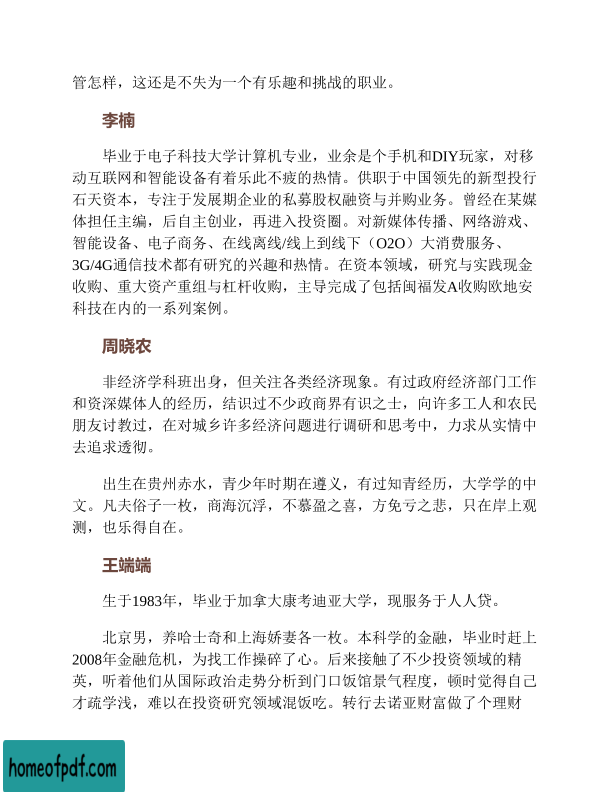 管怎样，这还是不失为一个有乐趣和挑战的职业。
李楠
毕业于电子科技大学计算机专业，业余是个手机和DIY玩家，对移
动互联网和智能设备有着乐此不疲的热情。供职于中国领先的新型投行
石天资本，专注于发展期企业的私募股权融资与并购业务。曾经在某媒
体担任主编，后自主创业，再进入投资圈。对新媒体传播、网络游戏、
智能设备、电子商务、在线离线/线上到线下（O2O）大消费服务、
3G/4G通信技术都有研究的兴趣和热情。在资本领域，研究与实践现金
收购、重大资产重组与杠杆收购，主导完成了包括闽福发A收购欧地安
科技在内的一系列案例。
周晓农
非经济学科班出身，但关注各类经济现象。有过政府经济部门工作
和资深媒体人的经历，结识过不少政商界有识之士，向许多工人和农民
朋友讨教过，在对城乡许多经济问题进行调研和思考中，力求从实情中
去追求透彻。
出生在贵州赤水，青少年时期在遵义，有过知青经历，大学学的中
文。凡夫俗子一枚，商海沉浮，不慕盈之喜，方免亏之悲，只在岸上观
测，也乐得自在。
王端端
生于1983年，毕业于加拿大康考迪亚大学，现服务于人人贷。
北京男，养哈士奇和上海娇妻各一枚。本科学的金融，毕业时赶上
2008年金融危机，为找工作操碎了心。后来接触了不少投资领域的精
英，听着他们从国际政治走势分析到门口饭馆景气程度，顿时觉得自己
才疏学浅，难以在投资研究领域混饭吃。转行去诺亚财富做了个理财
homeofpdf.com